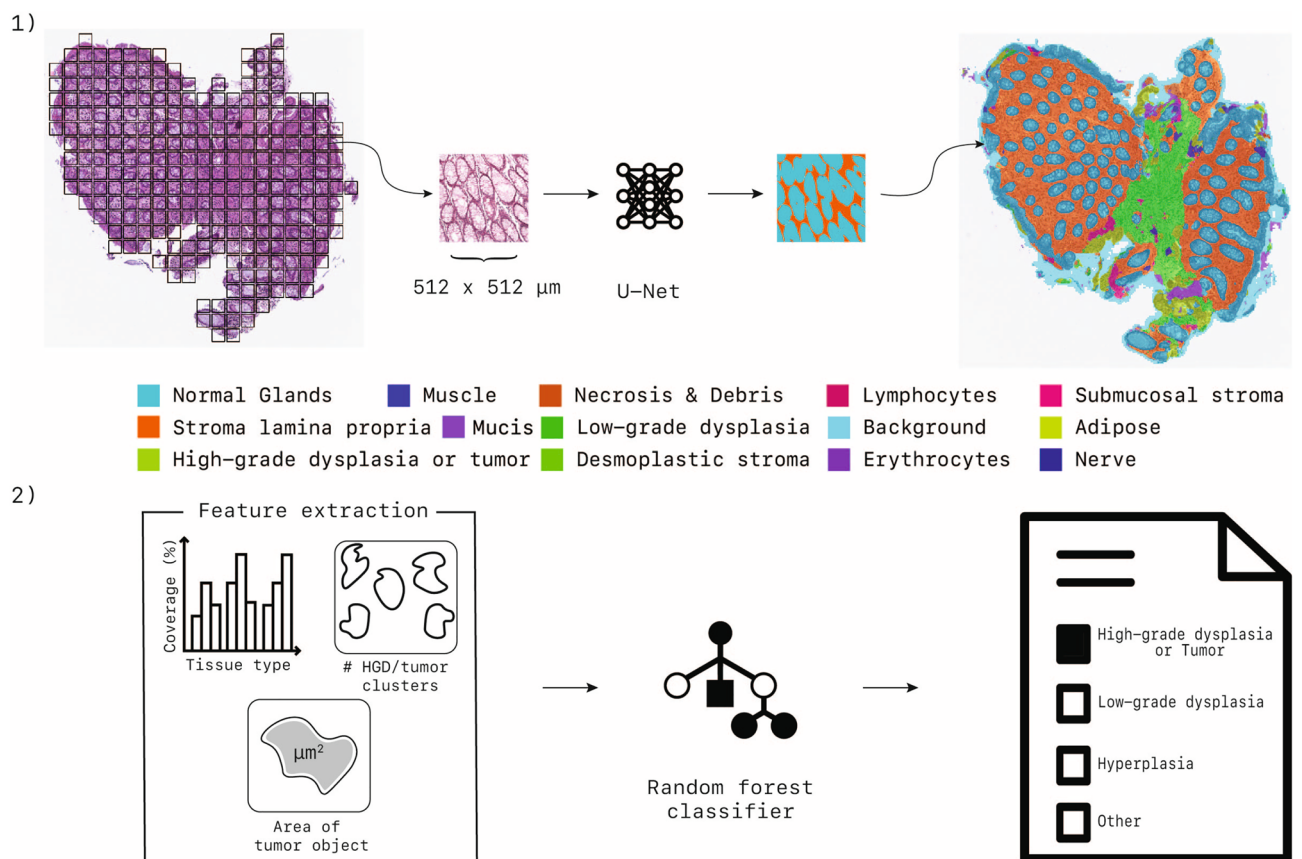 1)
512 x 512 μm
U-Net
Normal Glands
Muscle
Necrosis & Debris
Lymphocytes
Submucosal stroma
Stroma lamina propria
Mucis
Low-grade dysplasia
Background
Adipose
High-grade dysplasia or tumor
Desmoplastic stroma
Erythrocytes
Nerve
2)
Feature extraction
Coverage (%)
Tissue type
# HGD/tumor
clusters
μm²
Area of
tumor object
Random forest
classifier
High-grade dysplasia
or Tumor
Low-grade dysplasia
Hyperplasia
Other